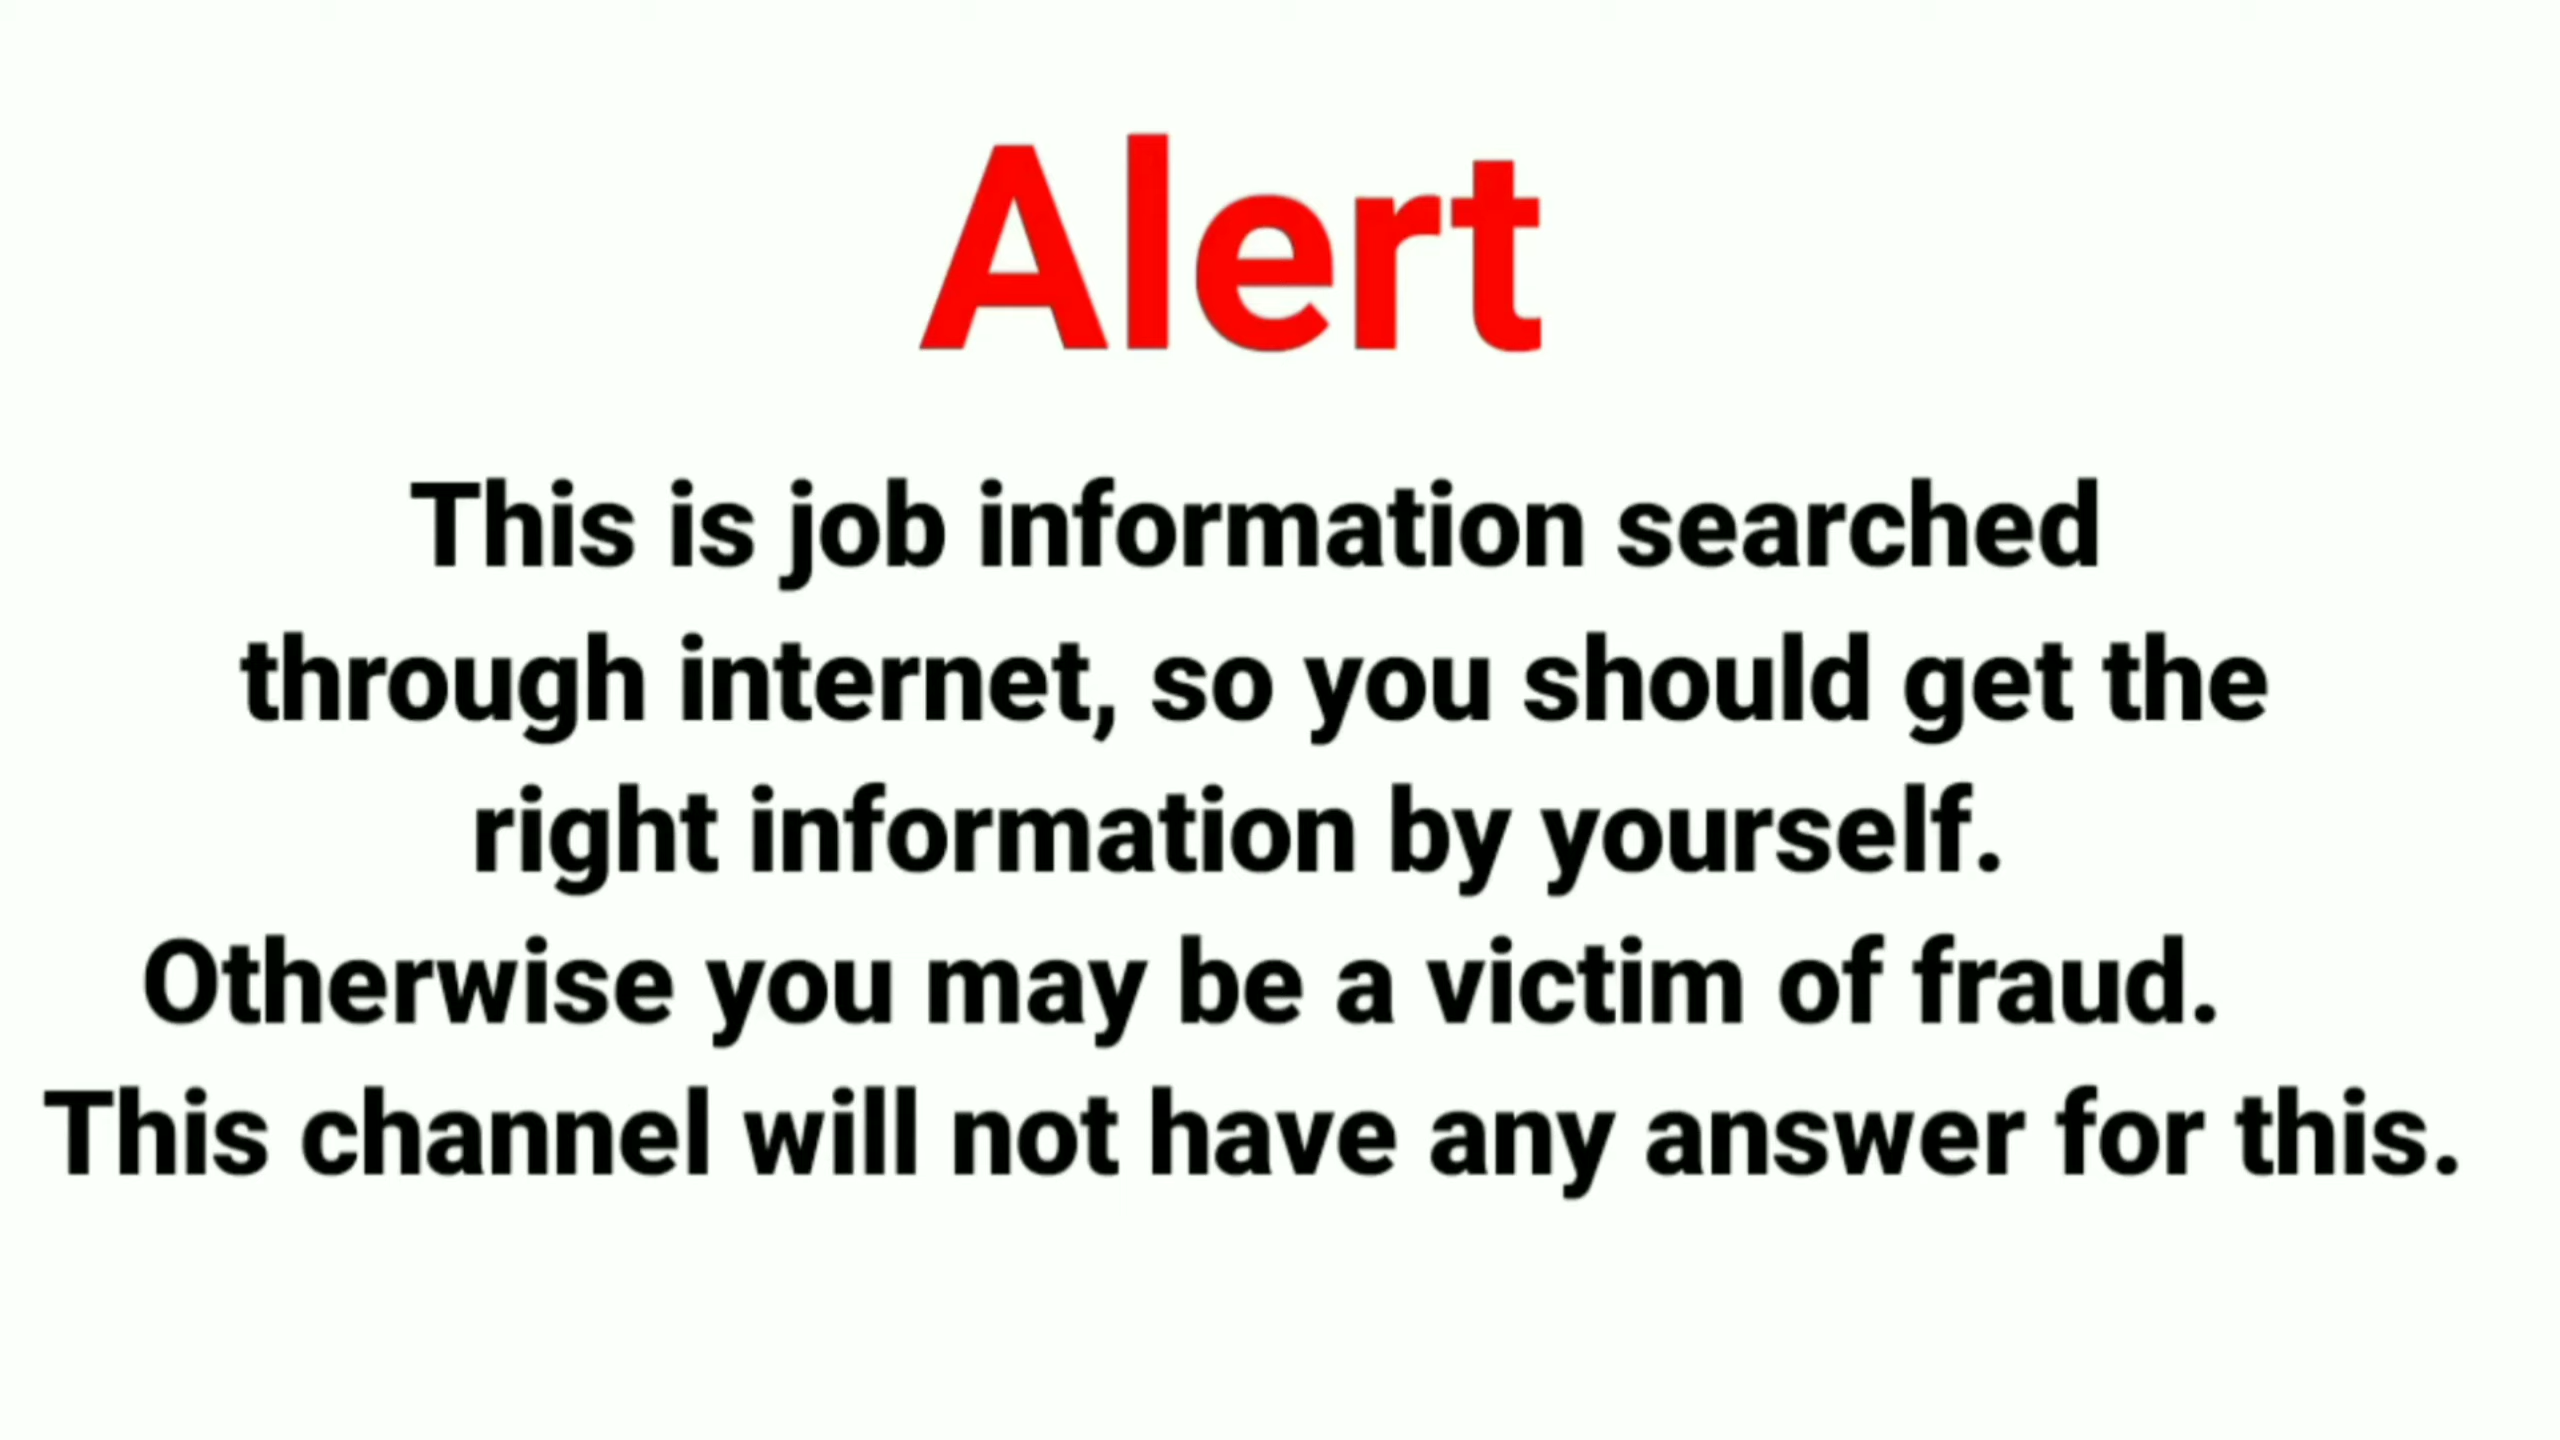 Alert
This is job information searched
through internet, so you should get the
right information by yourself.
Otherwise you may be a victim of fraud.
This channel will not have any answer for this.